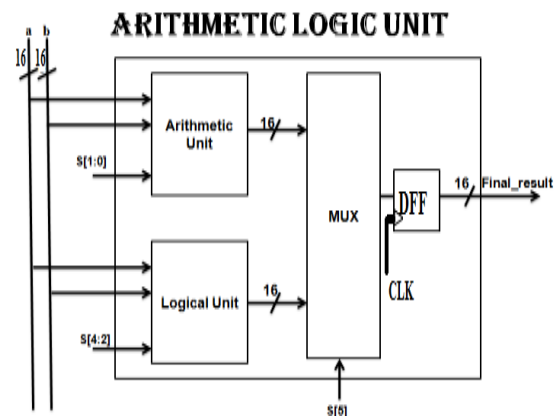 ARITHMETIC LOGIC UNIT
a b
16 16
Arithmetic
Unit
16
S[1:0]
MUX
DFF
16
Final_result
CLK
Logical Unit
16
S[4:2]
S[5]